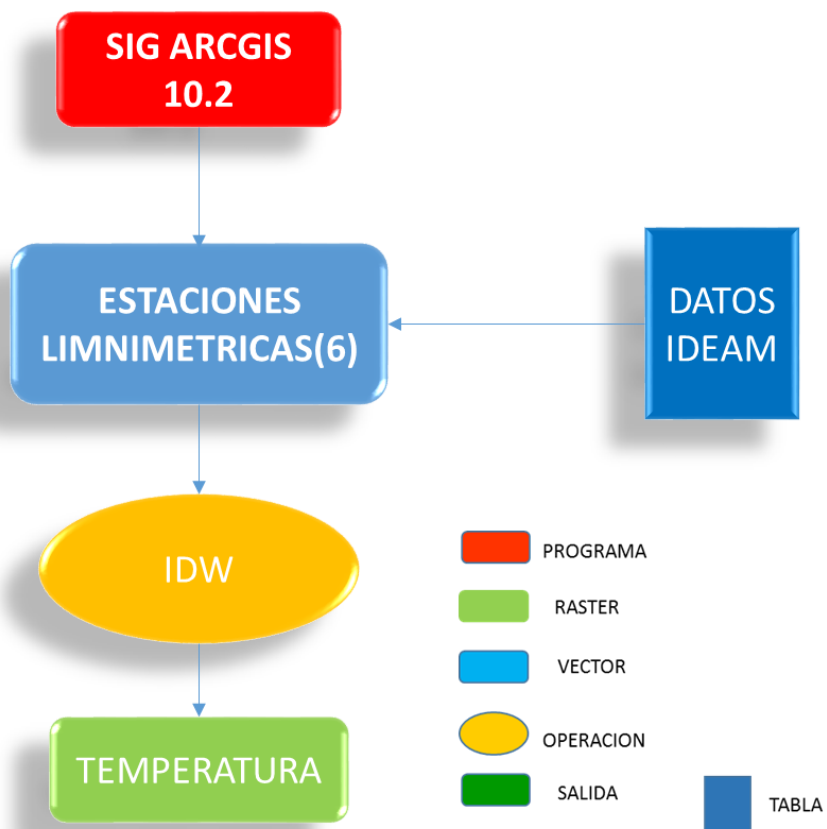 SIG ARCGIS
10.2
ESTACIONES
LIMNIMETRICAS(6)
DATOS
IDEAM
IDW
TEMPERATURA
PROGRAMA
RASTER
VECTOR
OPERACION
SALIDA
TABLA